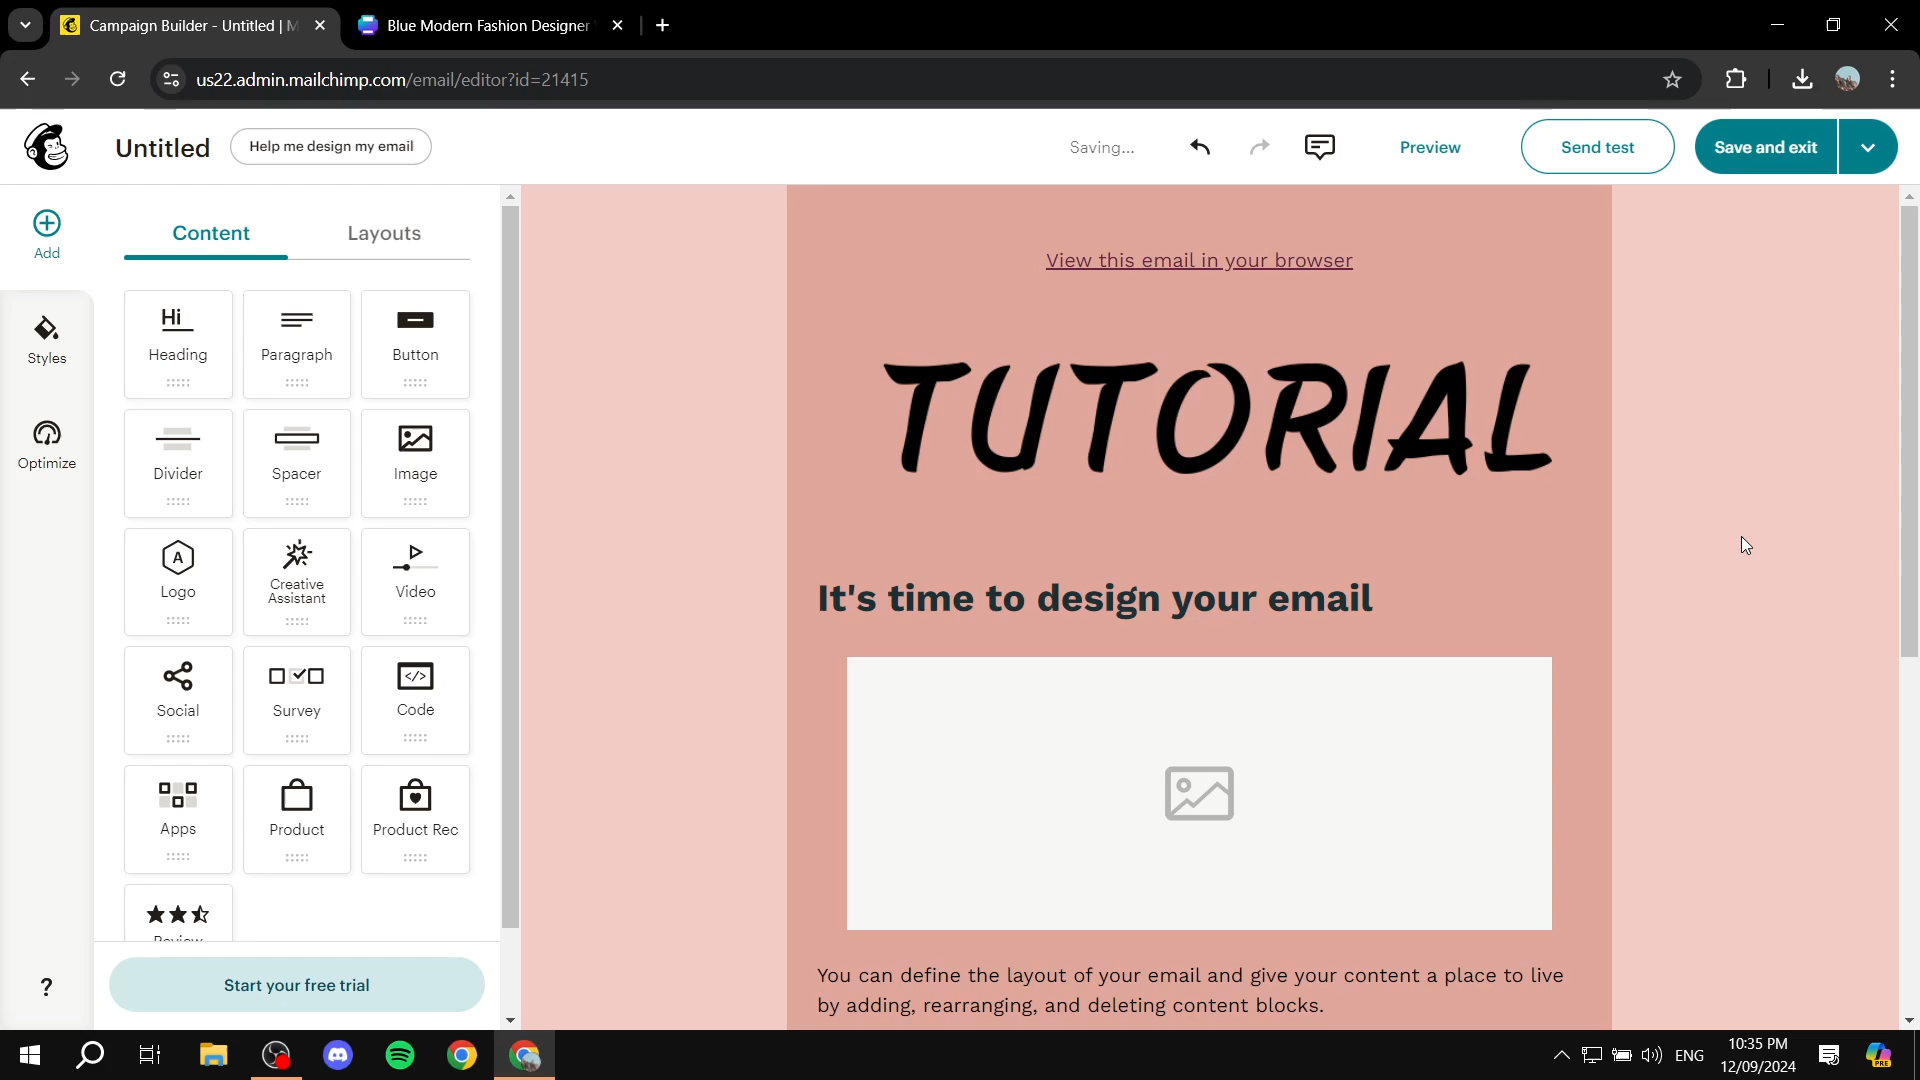 Campaign Builder - Untitled | M
Blue Modern Fashion Designer
us22.admin.mailchimp.com/email/editor?id=21415
Untitled
Help me design my email
Saving...
Preview
Send test
Save and exit
Add
Styles
Optimize
Content
Layouts
Hi
Heading
Paragraph
Button
Divider
Spacer
Image
A
Logo
Creative
Assistant
Video
Social
Survey
</>
Code
Apps
Product
Product Rec
Review
?
Start your free trial
View this email in your browser
TUTORIAL
It's time to design your email
You can define the layout of your email and give your content a place to live
by adding, rearranging, and deleting content blocks.
ENG
10:35 PM
12/09/2024
PRE